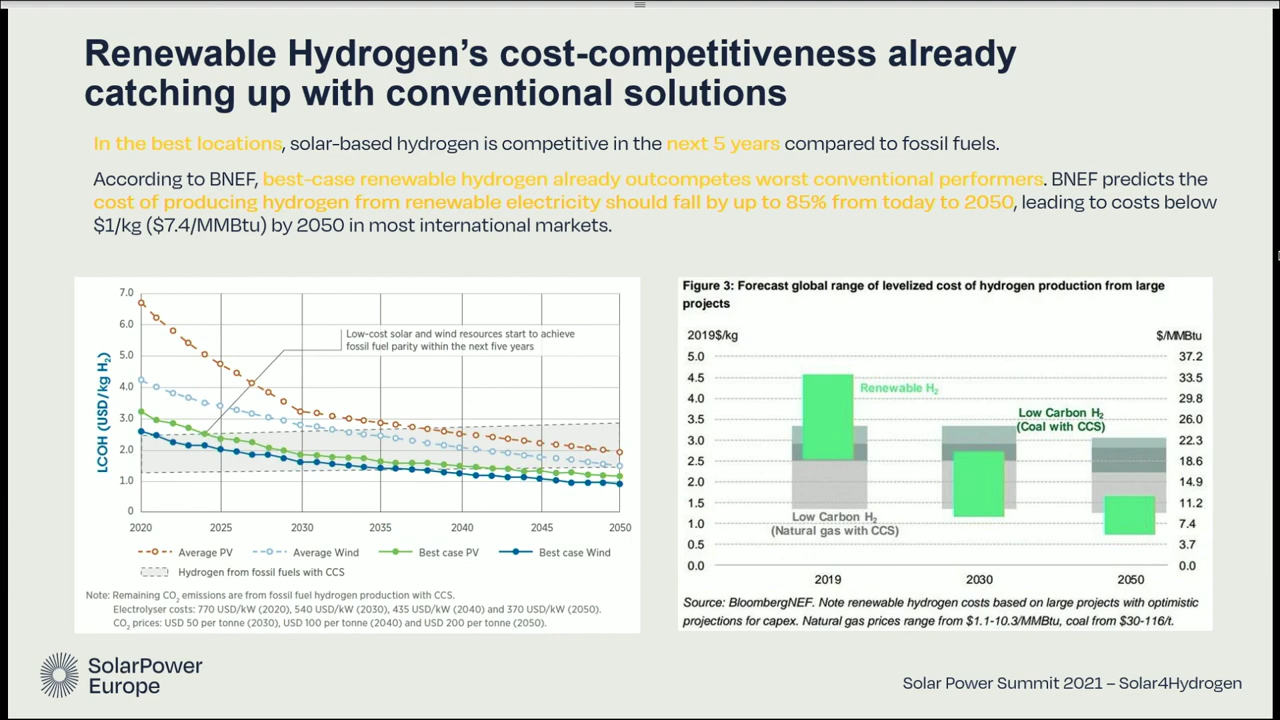 Renewable Hydrogen’s cost-competitiveness already
catching up with conventional solutions
In the best locations, solar-based hydrogen is competitive in the next 5 years compared to fossil fuels.
According to BNEF, best-case renewable hydrogen already outcompetes worst conventional performers. BNEF predicts the
cost of producing hydrogen from renewable electricity should fall by up to 85% from today to 2050, leading to costs below
$1/kg ($7.4/MMBtu) by 2050 in most international markets.
LCOH (USD/kg H2)
7.0
6.0
5.0
4.0
3.0
2.0
1.0
0
Low-cost solar and wind resources start to achieve
fossil fuel parity within the next five years
2020 2025 2030 2035 2040 2045 2050
Average PV Average Wind Best case PV Best case Wind
Hydrogen from fossil fuels with CCS
Note: Remaining CO2 emissions are from fossil fuel hydrogen production with CCS.
Electrolyser costs: 770 USD/kW (2020), 540 USD/kW (2030), 435 USD/kW (2040) and 370 USD/kW (2050).
CO2 prices: USD 50 per tonne (2030), USD 100 per tonne (2040) and USD 200 per tonne (2050).
Figure 3: Forecast global range of levelized cost of hydrogen production from large
projects
2019$/kg $/MMBtu
5.0 37.2
4.5 33.5
4.0 29.8
3.5 26.0
3.0 22.3
2.5 18.6
2.0 14.9
1.5 11.2
1.0 7.4
0.5 3.7
0.0 0.0
Renewable H2
Low Carbon H2
(Coal with CCS)
Low Carbon H2
(Natural gas with CCS)
2019 2030 2050
Source: BloombergNEF. Note renewable hydrogen costs based on large projects with optimistic
projections for capex. Natural gas prices range from $1.1-10.3/MMBtu, coal from $30-116/t.
SolarPower
Europe
Solar Power Summit 2021 – Solar4Hydrogen